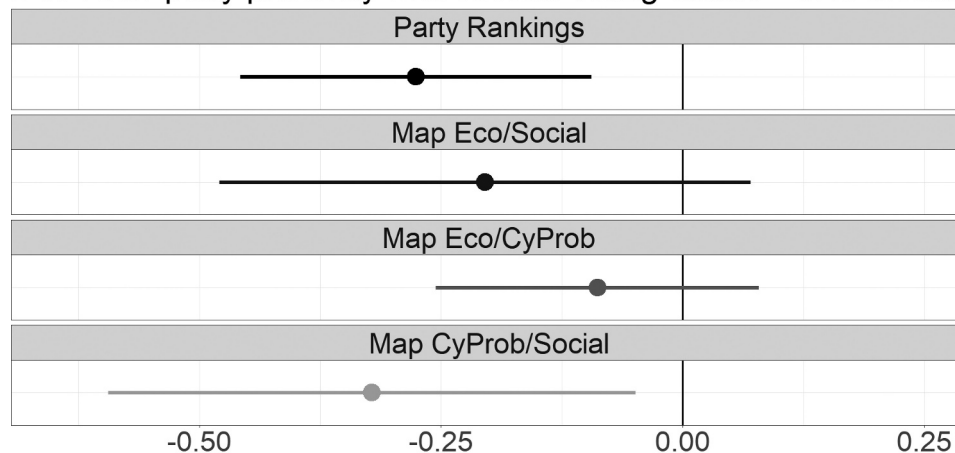 Party Rankings
Map Eco/Social
Map Eco/CyProb
Map CyProb/Social
-0.50 -0.25 0.00 0.25